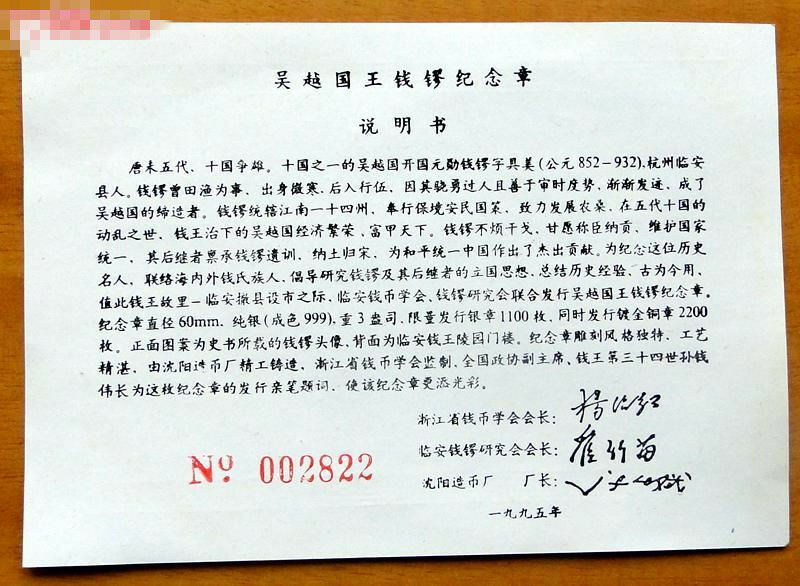 吴越国王钱镠纪念章
说明书
唐末五代、十国争雄。十国之一的吴越国开国元勋钱镠字具美(公元852-932),杭州临安
县人。钱镠曾田渔为事、出身微寒,后入行伍、因其骁勇过人且善于审时度势,渐渐发迹,成了
吴越国的缔造者。钱镠统辖江南一十四州、奉行保境安民国策、致力发展农桑,在五代十国的
动乱之世、钱王治下的吴越国经济繁荣,富甲天下。钱镠不烦干戈、甘愿称臣纳贡、维护国家
统一、其后继者禀承钱镠遗训、纳土归宋、为和平统一中国作出了杰出贡献。为纪念这位历史
名人、联络海内外钱氏族人、倡导研究钱镠及其后继者的立国思想、总结历史经验、古为今用、
值此钱王故里-临安撤县设市之际,临安钱币学会、钱镠研究会联合发行吴越国王钱镠纪念章。
纪念章直径60mm、纯银(成色999),重3盎司,限量发行银章1100枚,同时发行镀金铜章2200
枚。正面图案为史书所载的钱镠头像,背面为临安钱王陵园门楼。纪念章雕刻风格独特、工艺
精湛、由沈阳造币厂精工铸造、浙江省钱币学会监制、全国政协副主席、钱王第三十四世孙钱
伟长为这枚纪念章的发行亲笔题词、使该纪念章更添光彩。
浙江省钱币学会会长:
临安钱镠研究会会长:
沈阳造币厂 厂长:
No 002822
一九九五年